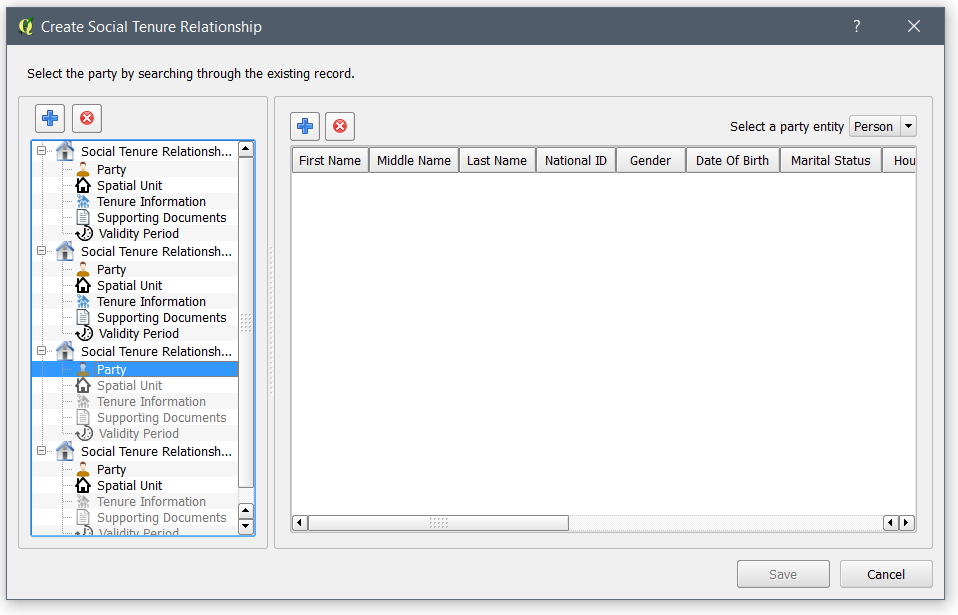 Create Social Tenure Relationship
?
Select the party by searching through the existing record.
Select a party entity Person
Social Tenure Relationsh...
Party
Spatial Unit
Tenure Information
Supporting Documents
Validity Period
Social Tenure Relationsh...
Party
Spatial Unit
Tenure Information
Supporting Documents
Validity Period
Social Tenure Relationsh...
Party
Spatial Unit
Tenure Information
Supporting Documents
Validity Period
Social Tenure Relationsh...
Party
Spatial Unit
Tenure Information
Supporting Documents
Validity Period
First Name Middle Name Last Name National ID Gender Date Of Birth Marital Status Hou
Save Cancel